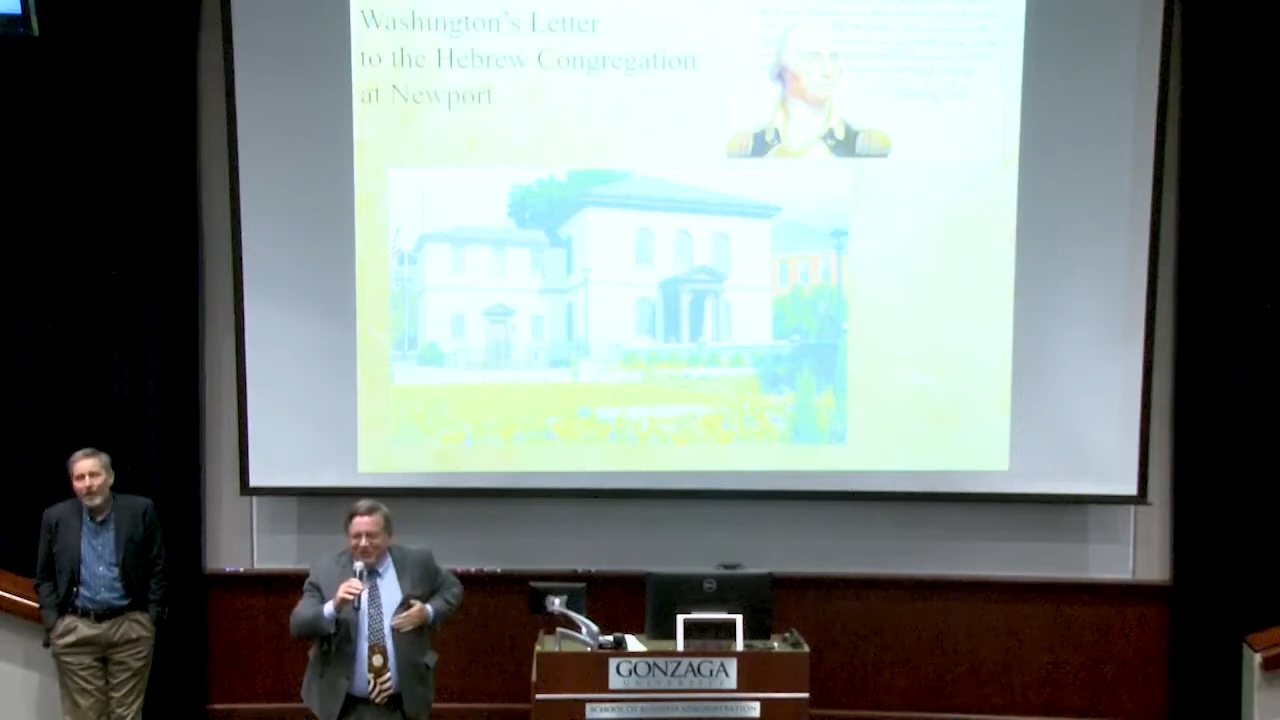 Washington's Letter
to the Hebrew Congregation
at Newport
GONZAGA
UNIVERSITY
SCHOOL OF BUSINESS ADMINISTRATION